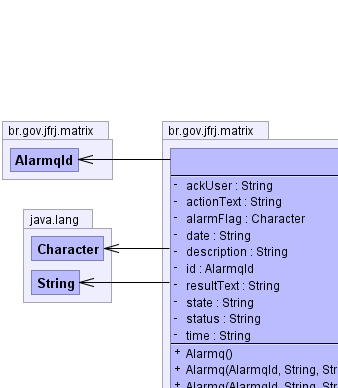 br.gov.jfrj.matrix
AlarmqId
java.lang
Character
String
br.gov.jfrj.matrix
- ackUser : String
- actionText : String
- alarmFlag : Character
- date : String
- description : String
- id : AlarmqId
- resultText : String
- state : String
- status : String
- time : String
+ Alarmq()
+ Alarmq(AlarmqId, String, Str
+ Alarmq(AlarmqId, String, Str